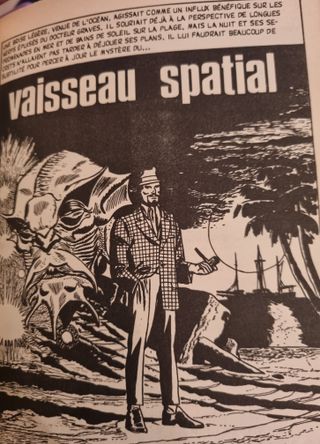 UNE BRISE LÉGÈRE, VENUE DE L'OCÉAN, AGISSAIT COMME UN INFLUX BÉNÉFIQUE SUR LES
NERFS ÉPUISÉS DU DOCTEUR GRAVES. IL SOURIAIT DÉJÀ À LA PERSPECTIVE DE LONGUES
PROMENADES EN MER ET DE BAINS DE SOLEIL SUR LA PLAGE, MAIS LA NUIT ET SES SE-
CRETS N'ALLAIENT PAS TARDER À DÉJOUER SES PLANS. IL LUI FAUDRAIT BEAUCOUP DE
SUBTILITÉ POUR PERCER À JOUR LE MYSTÈRE DU...
vaisseau spatial